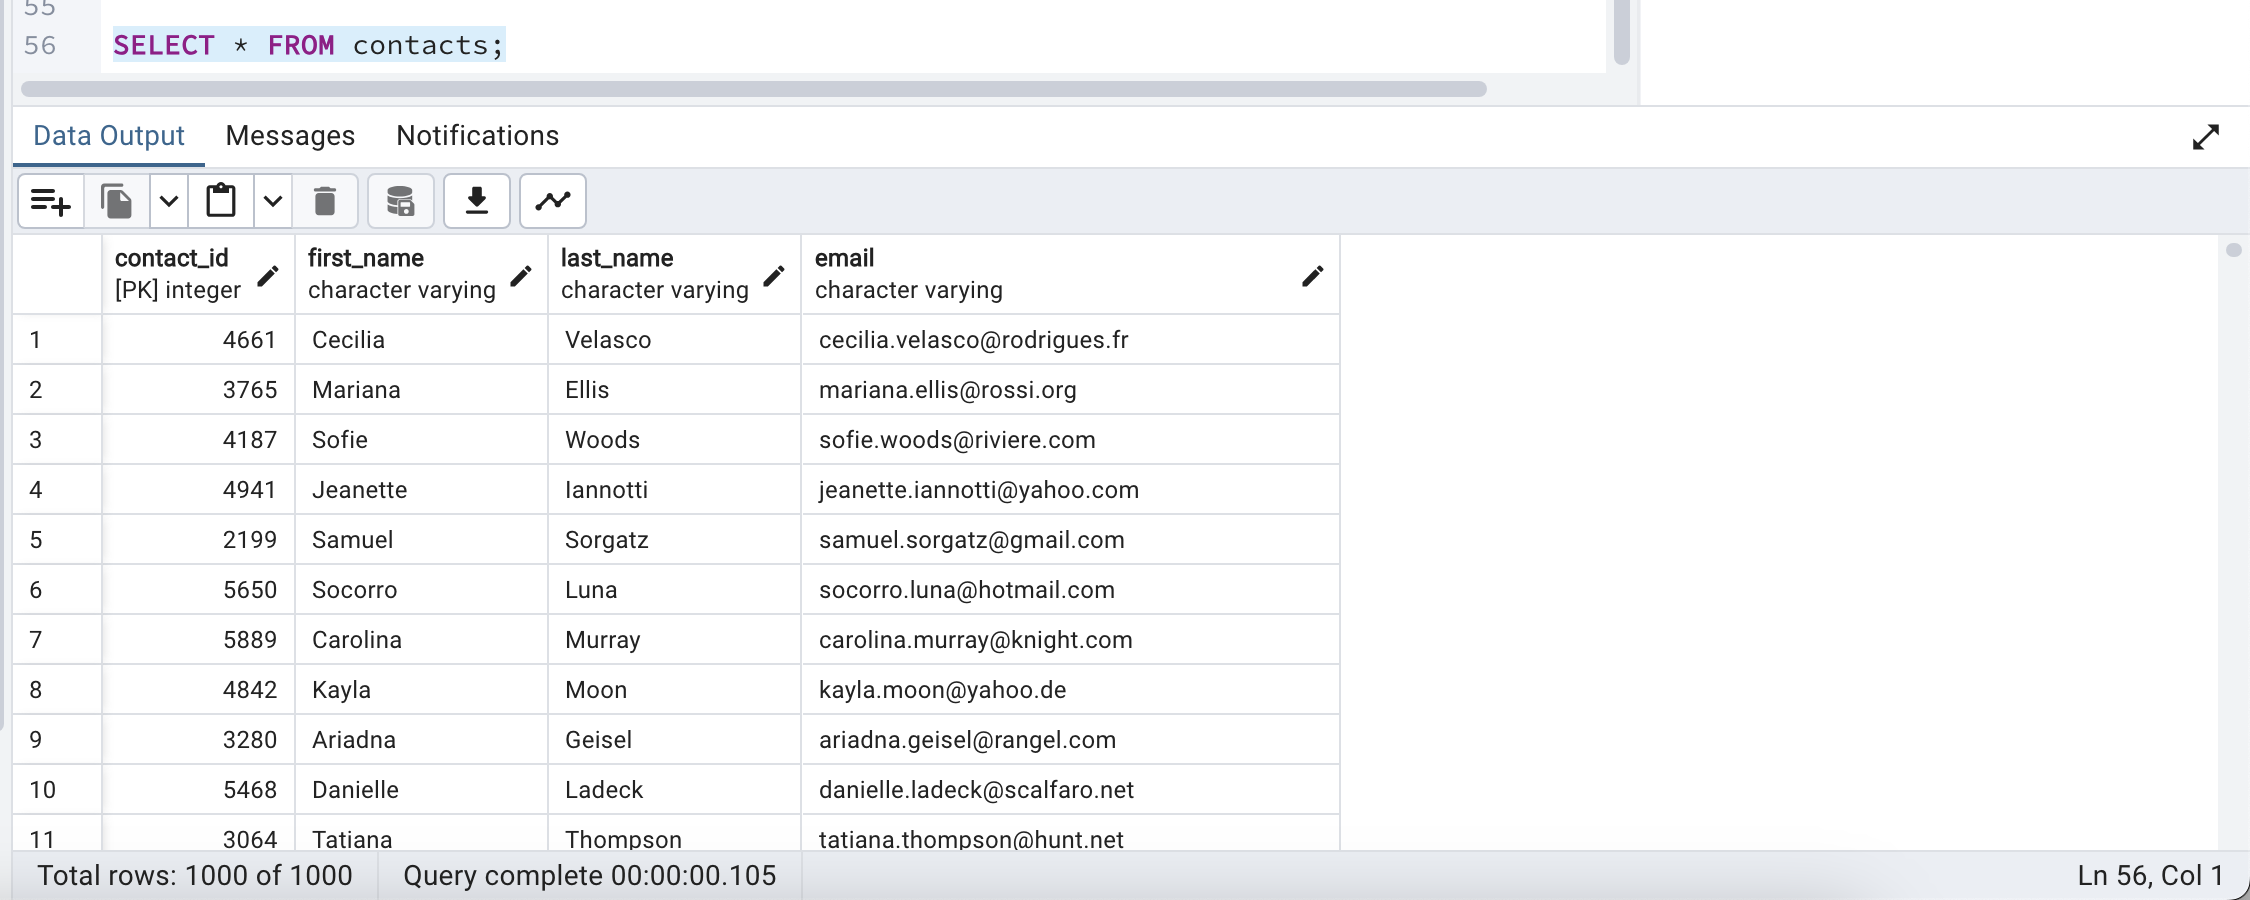 55
56 SELECT * FROM contacts;
Data Output Messages Notifications
contact_id first_name last_name email
[PK] integer character varying character varying character varying
1 4661 Cecilia Velasco cecilia.velasco@rodrigues.fr
2 3765 Mariana Ellis mariana.ellis@rossi.org
3 4187 Sofie Woods sofie.woods@riviere.com
4 4941 Jeanette Iannotti jeanette.iannotti@yahoo.com
5 2199 Samuel Sorgatz samuel.sorgatz@gmail.com
6 5650 Socorro Luna socorro.luna@hotmail.com
7 5889 Carolina Murray carolina.murray@knight.com
8 4842 Kayla Moon kayla.moon@yahoo.de
9 3280 Ariadna Geisel ariadna.geisel@rangel.com
10 5468 Danielle Ladeck danielle.ladeck@scalfaro.net
11 3064 Tatiana Thompson tatiana.thompson@hunt.net
Total rows: 1000 of 1000 Query complete 00:00:00.105 Ln 56, Col 1